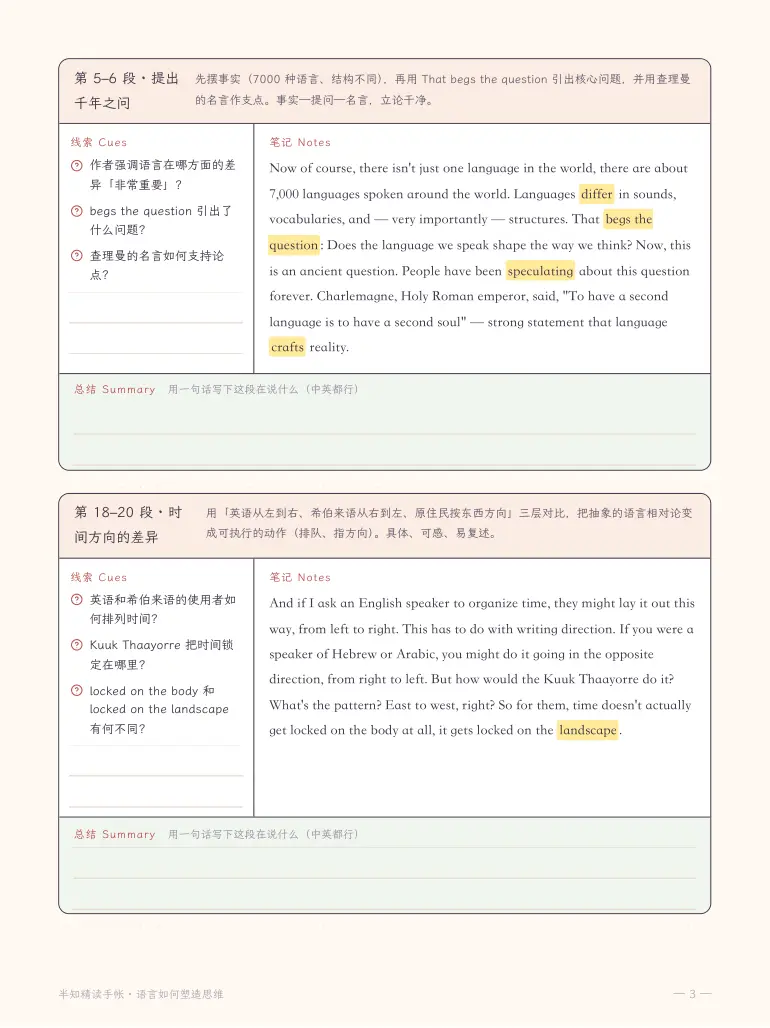 第 5–6 段・提出
千年之问
先摆事实（7000 种语言、结构不同）、再用 That begs the question 引出核心问题，并用查理曼
的名言作支点。事实—提问—名言，立论干净。
线索 Cues
作者强调语言在哪方面的差
异「非常重要」？
begs the question 引出了
什么问题？
查理曼的名言如何支持论
点？
笔记 Notes
Now of course, there isn't just one language in the world, there are about
7,000 languages spoken around the world. Languages differ in sounds,
vocabularies, and — very importantly — structures. That begs the
question: Does the language we speak shape the way we think? Now, this
is an ancient question. People have been speculating about this question
forever. Charlemagne, Holy Roman emperor, said, "To have a second
language is to have a second soul" — strong statement that language
crafts reality.
总结 Summary 用一句话写下这段在说什么（中英都行）
第 18–20 段・时
间方向的差异
用「英语从左到右、希伯来语从右到左、原住民按东西方向」三层对比，把抽象的语言相对论变
成可执行的动作（排队、指方向）。具体、可感、易复述。
线索 Cues
英语和希伯来语的使用者如
何排列时间？
Kuuk Thaayorre 把时间锁
定在哪里？
locked on the body 和
locked on the landscape
有何不同？
笔记 Notes
And if I ask an English speaker to organize time, they might lay it out this
way, from left to right. This has to do with writing direction. If you were a
speaker of Hebrew or Arabic, you might do it going in the opposite
direction, from right to left. But how would the Kuuk Thaayorre do it?
What's the pattern? East to west, right? So for them, time doesn't actually
get locked on the body at all, it gets locked on the landscape.
总结 Summary 用一句话写下这段在说什么（中英都行）
半知精读手帐・语言如何塑造思维
— 3 —